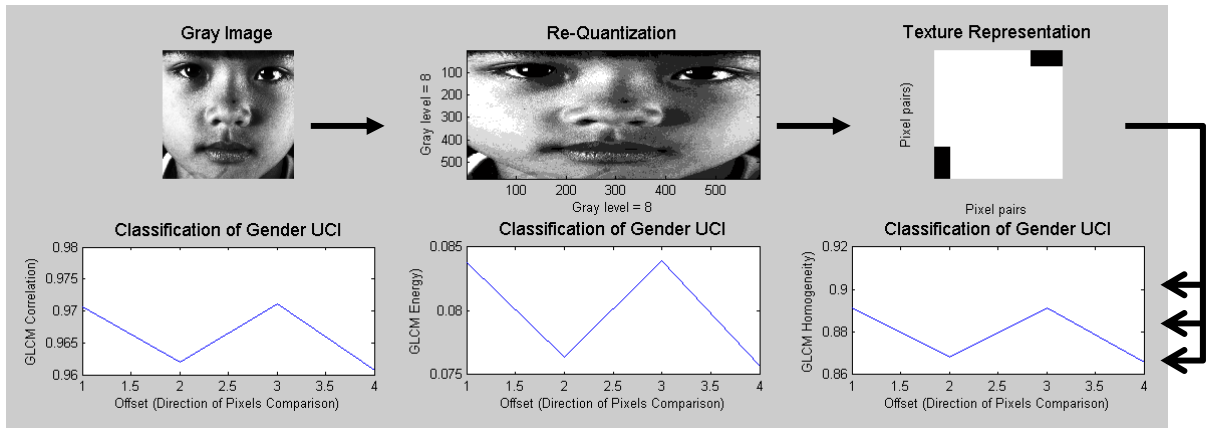 Gray Image
Re-Quantization
Texture Representation
Gray level = 8
100
200
300
400
500
100 200 300 400 500
Gray level = 8
Pixel pairs)
Pixel pairs
Classification of Gender UCI
GLCM Correlation)
0.98
0.975
0.97
0.965
0.96
1 1.5 2 2.5 3 3.5 4
Offset (Direction of Pixels Comparison)
Classification of Gender UCI
GLCM Energy)
0.085
0.08
0.075
1 1.5 2 2.5 3 3.5 4
Offset (Direction of Pixels Comparison)
Classification of Gender UCI
GLCM Homogeneity)
0.92
0.9
0.88
0.86
1 1.5 2 2.5 3 3.5 4
Offset (Direction of Pixels Comparison)